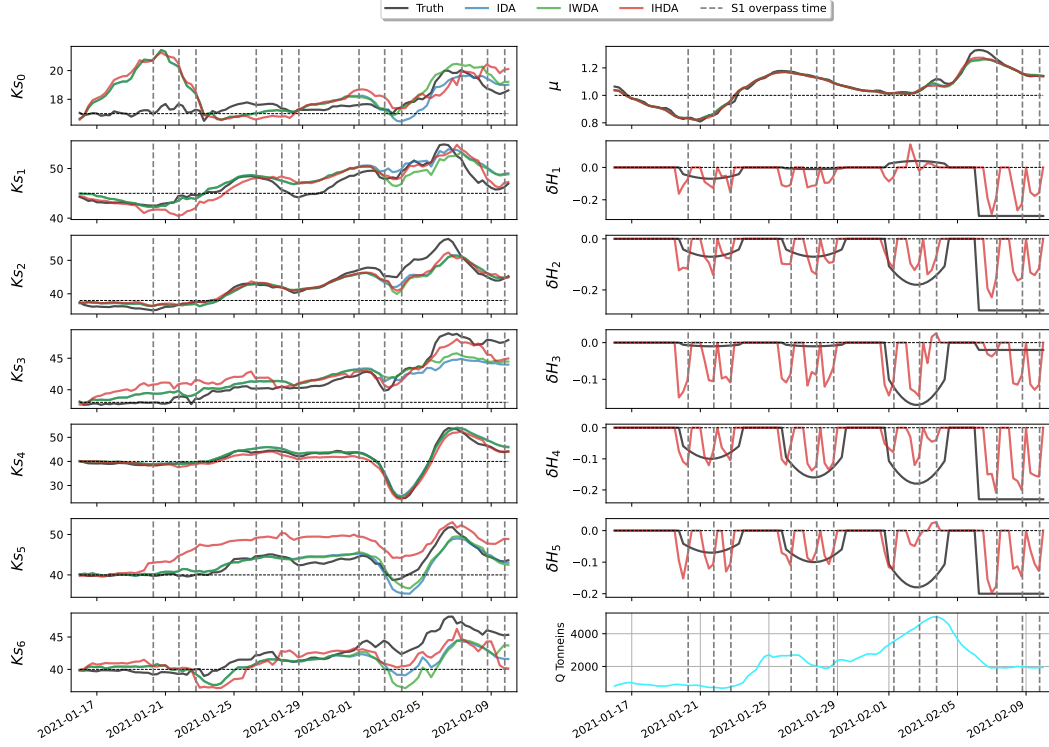 Truth IDA IWDA IHDA S1 overpass time
Ks0
20
18
Ks1
50
40
Ks2
50
40
Ks3
45
40
Ks4
50
40
30
Ks5
50
40
Ks6
45
40
2021-01-17 2021-01-21 2021-01-25 2021-01-29 2021-02-01 2021-02-05 2021-02-09
μ
1.2
1.0
0.8
δH1
0.0
−0.2
δH2
0.0
−0.2
δH3
0.0
−0.1
δH4
0.0
−0.1
−0.2
δH5
0.0
−0.1
−0.2
Q Tonneins
4000
2000
2021-01-17 2021-01-21 2021-01-25 2021-01-29 2021-02-01 2021-02-05 2021-02-09